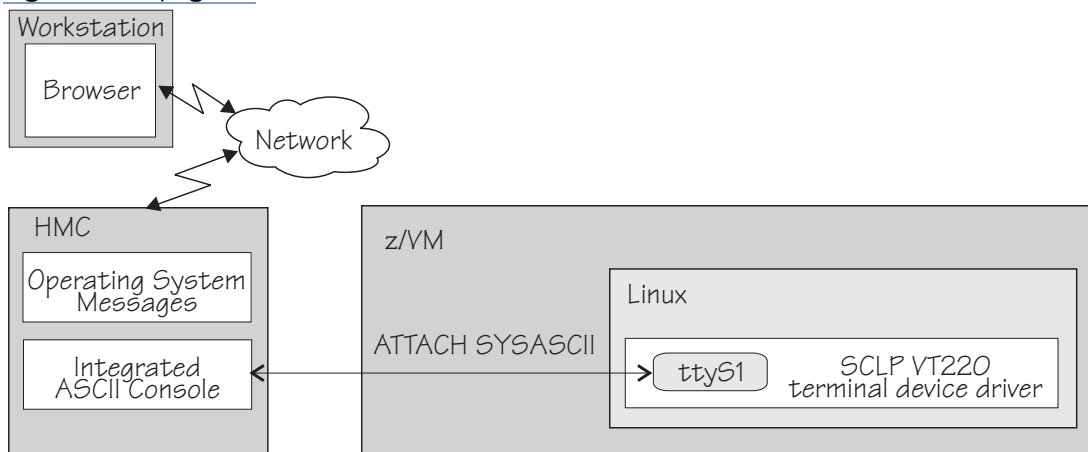 Workstation
Browser
Network
HMC
Operating System
Messages
Integrated
ASCII Console
z/VM
ATTACH SYSASCII
Linux
ttyS1
SCLP VT220
terminal device driver